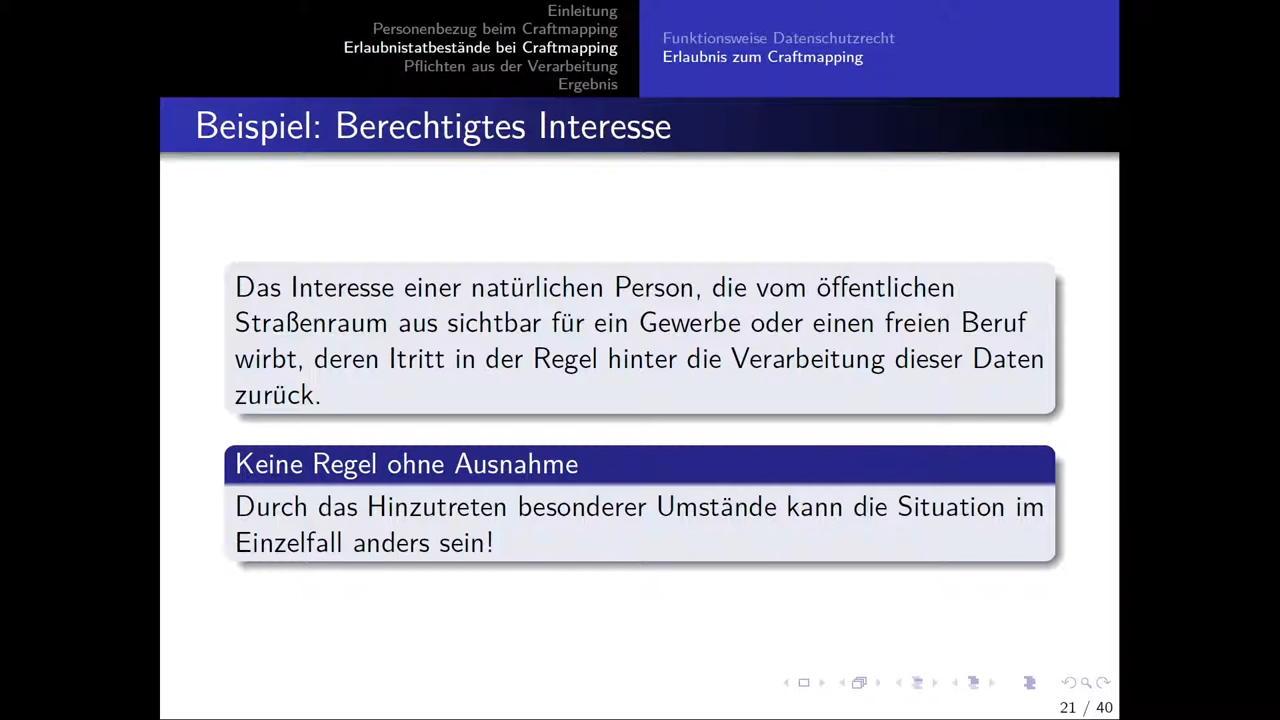 Einleitung
Personenbezug beim Craftmapping
Erlaubnistatbestände bei Craftmapping
Pflichten aus der Verarbeitung
Ergebnis
Funktionsweise Datenschutzrecht
Erlaubnis zum Craftmapping
Beispiel: Berechtigtes Interesse
Das Interesse einer natürlichen Person, die vom öffentlichen
Straßenraum aus sichtbar für ein Gewerbe oder einen freien Beruf
wirbt, deren Itritt in der Regel hinter die Verarbeitung dieser Daten
zurück.
Keine Regel ohne Ausnahme
Durch das Hinzutreten besonderer Umstände kann die Situation im
Einzelfall anders sein!
21 / 40